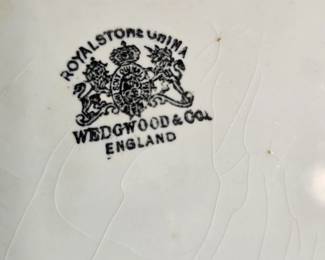 ROYAL STONE CHINA
WEDGWOOD & CO.
ENGLAND